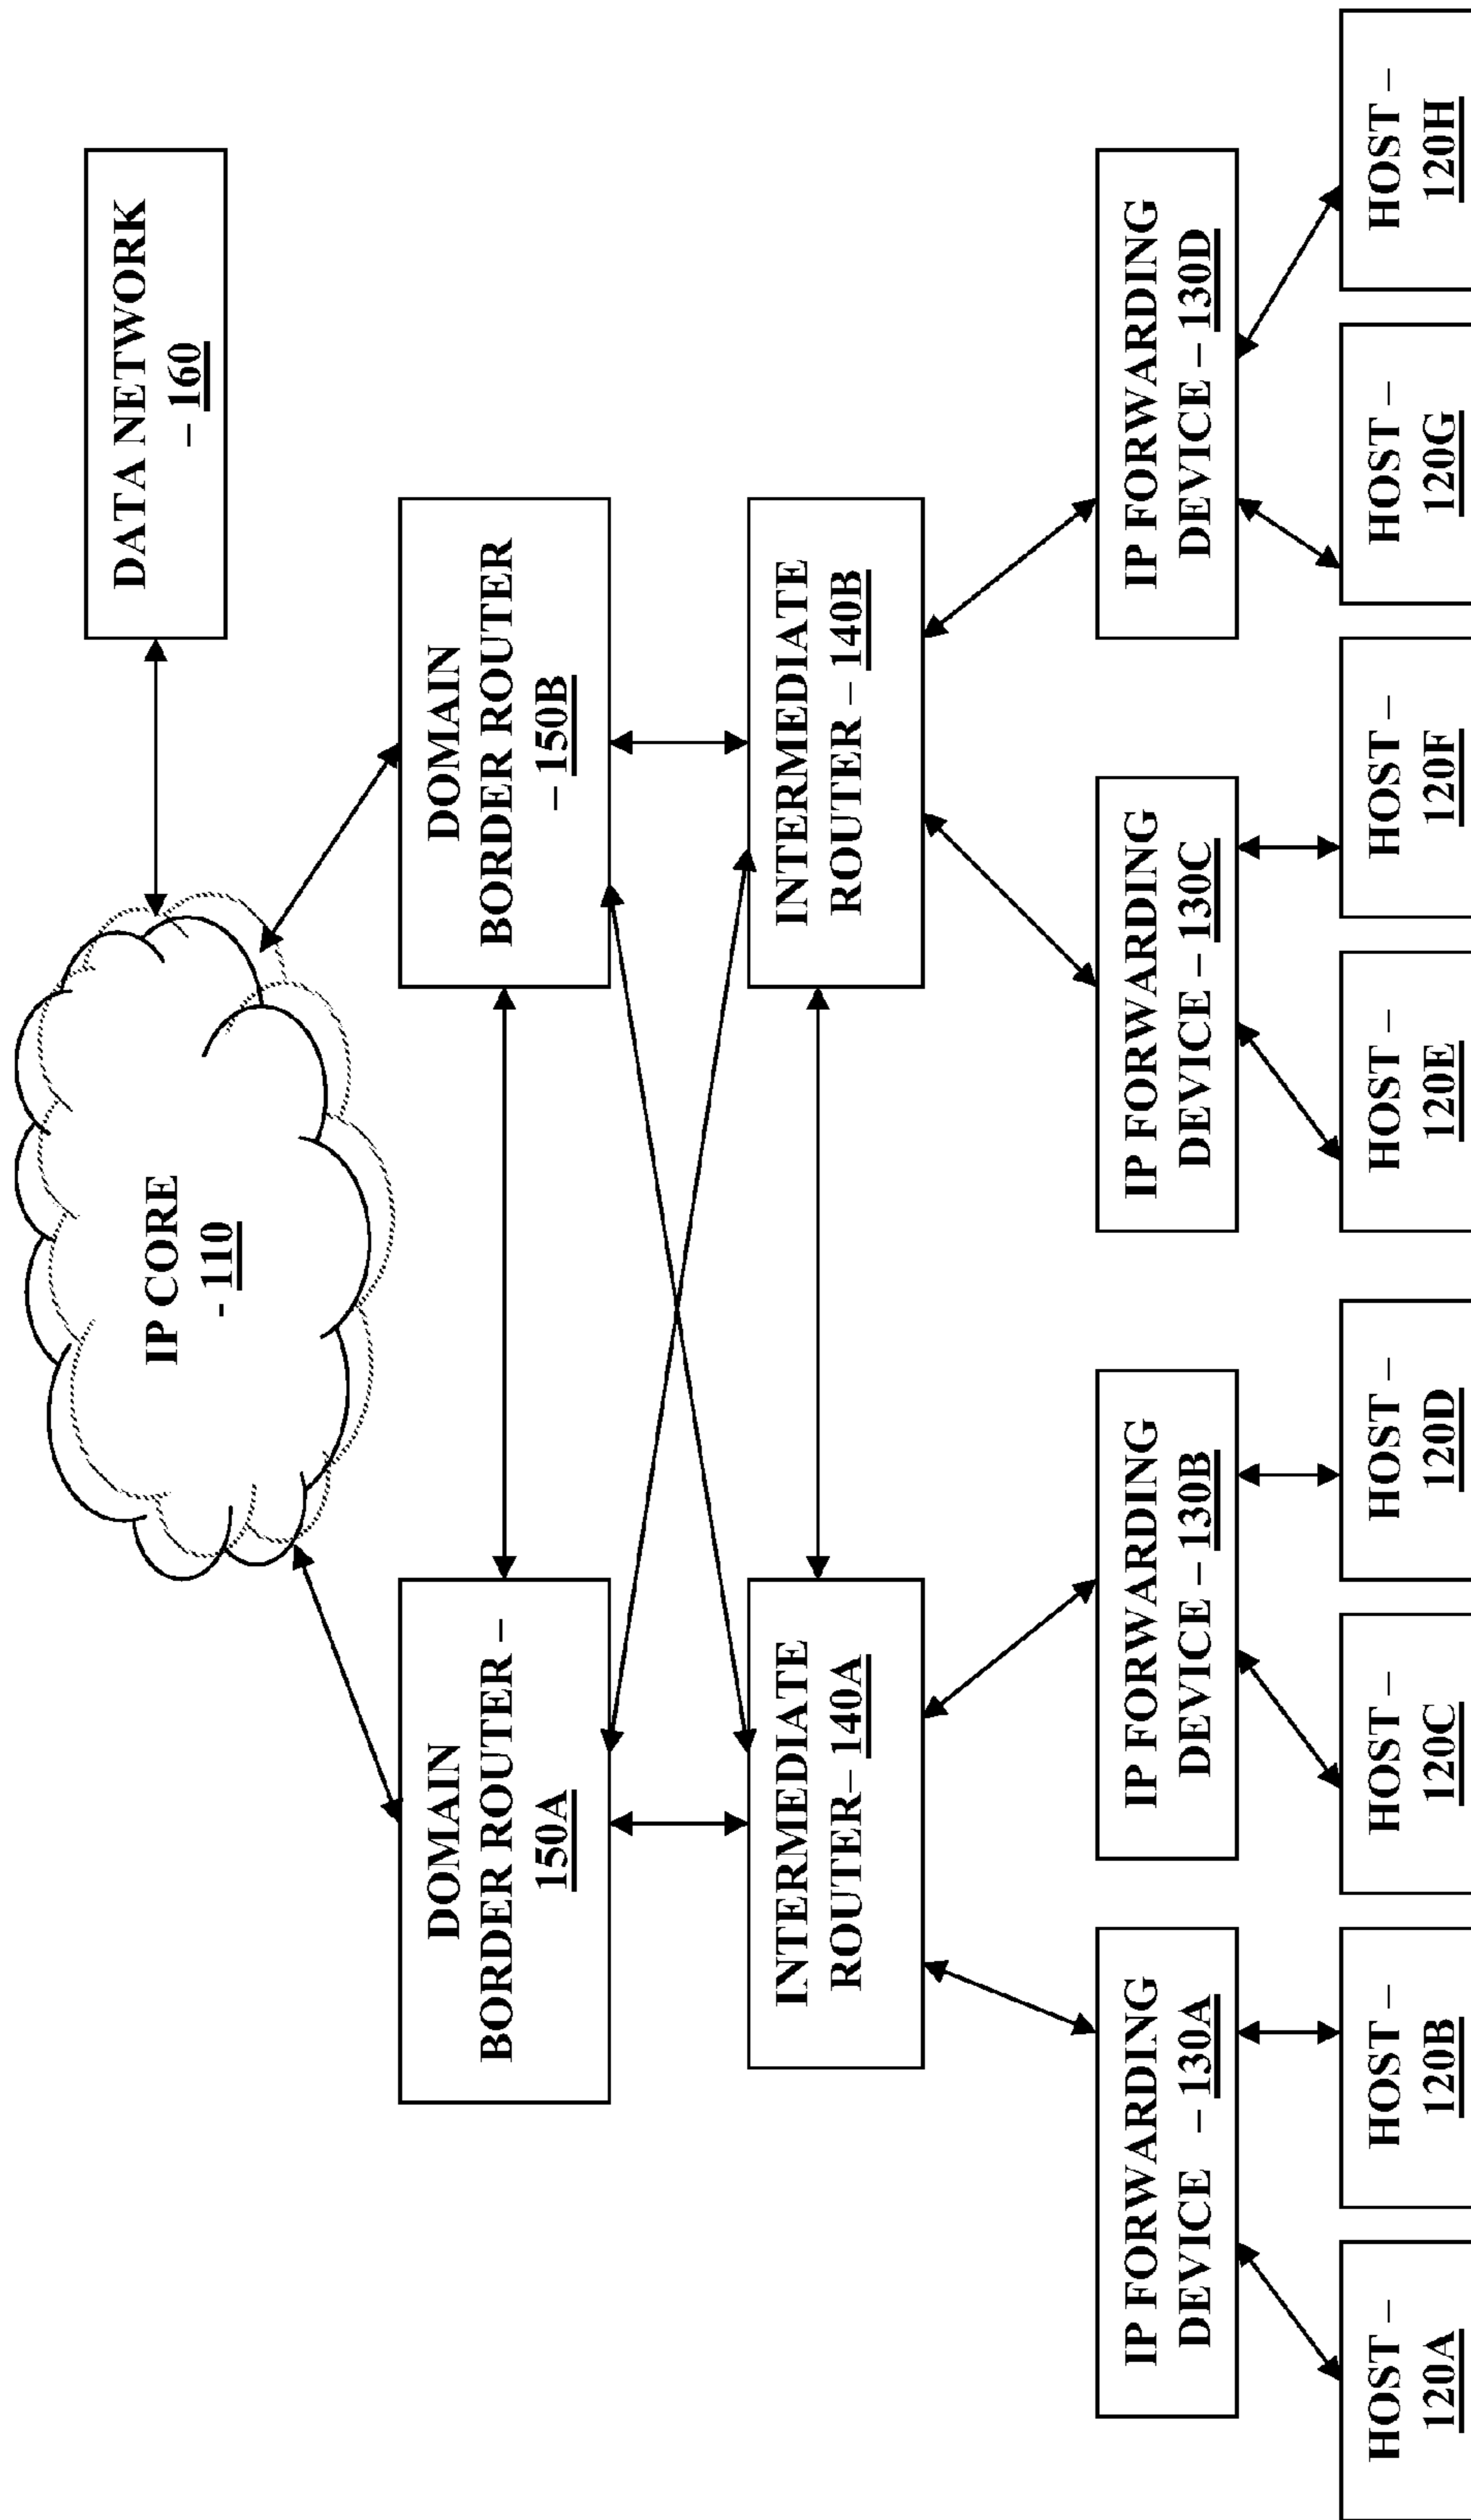 IP CORE
- 110
DATA NETWORK
– 160
DOMAIN
BORDER ROUTER –
150A
DOMAIN
BORDER ROUTER
– 150B
INTERMEDIATE
ROUTER – 140A
INTERMEDIATE
ROUTER – 140B
IP FORWARDING
DEVICE – 130A
IP FORWARDING
DEVICE – 130B
IP FORWARDING
DEVICE – 130C
IP FORWARDING
DEVICE – 130D
HOST –
120A
HOST –
120B
HOST –
120C
HOST –
120D
HOST –
120E
HOST –
120F
HOST –
120G
HOST –
120H